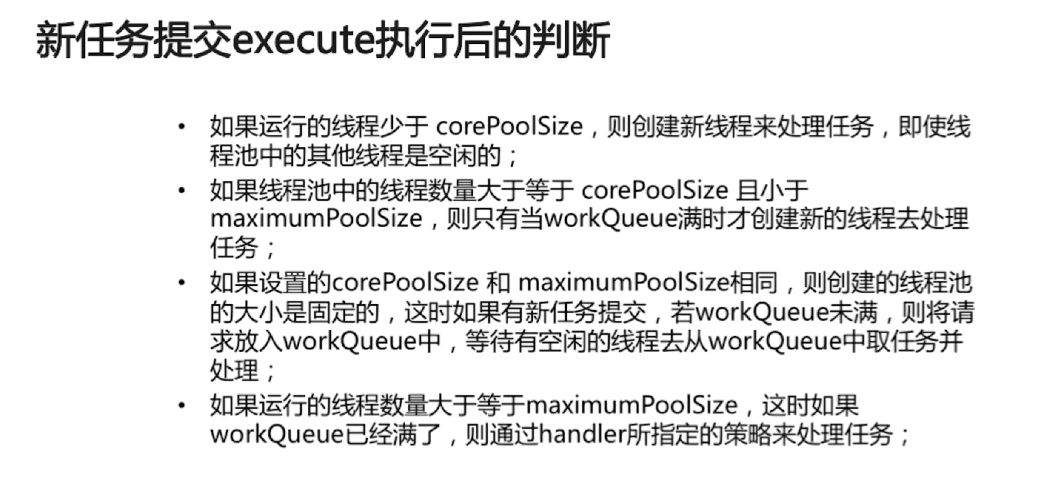 新任务提交execute执行后的判断
• 如果运行的线程少于 corePoolSize，则创建新线程来处理任务，即使线
程池中的其他线程是空闲的；
• 如果线程池中的线程数量大于等于 corePoolSize 且小于
maximumPoolSize，则只有当workQueue满时才创建新的线程去处理
任务；
• 如果设置的corePoolSize 和 maximumPoolSize相同，则创建的线程池
的大小是固定的，这时如果有新任务提交，若workQueue未满，则将请
求放入workQueue中，等待有空闲的线程去从workQueue中取任务并
处理；
• 如果运行的线程数量大于等于maximumPoolSize，这时如果
workQueue已经满了，则通过handler所指定的策略来处理任务；